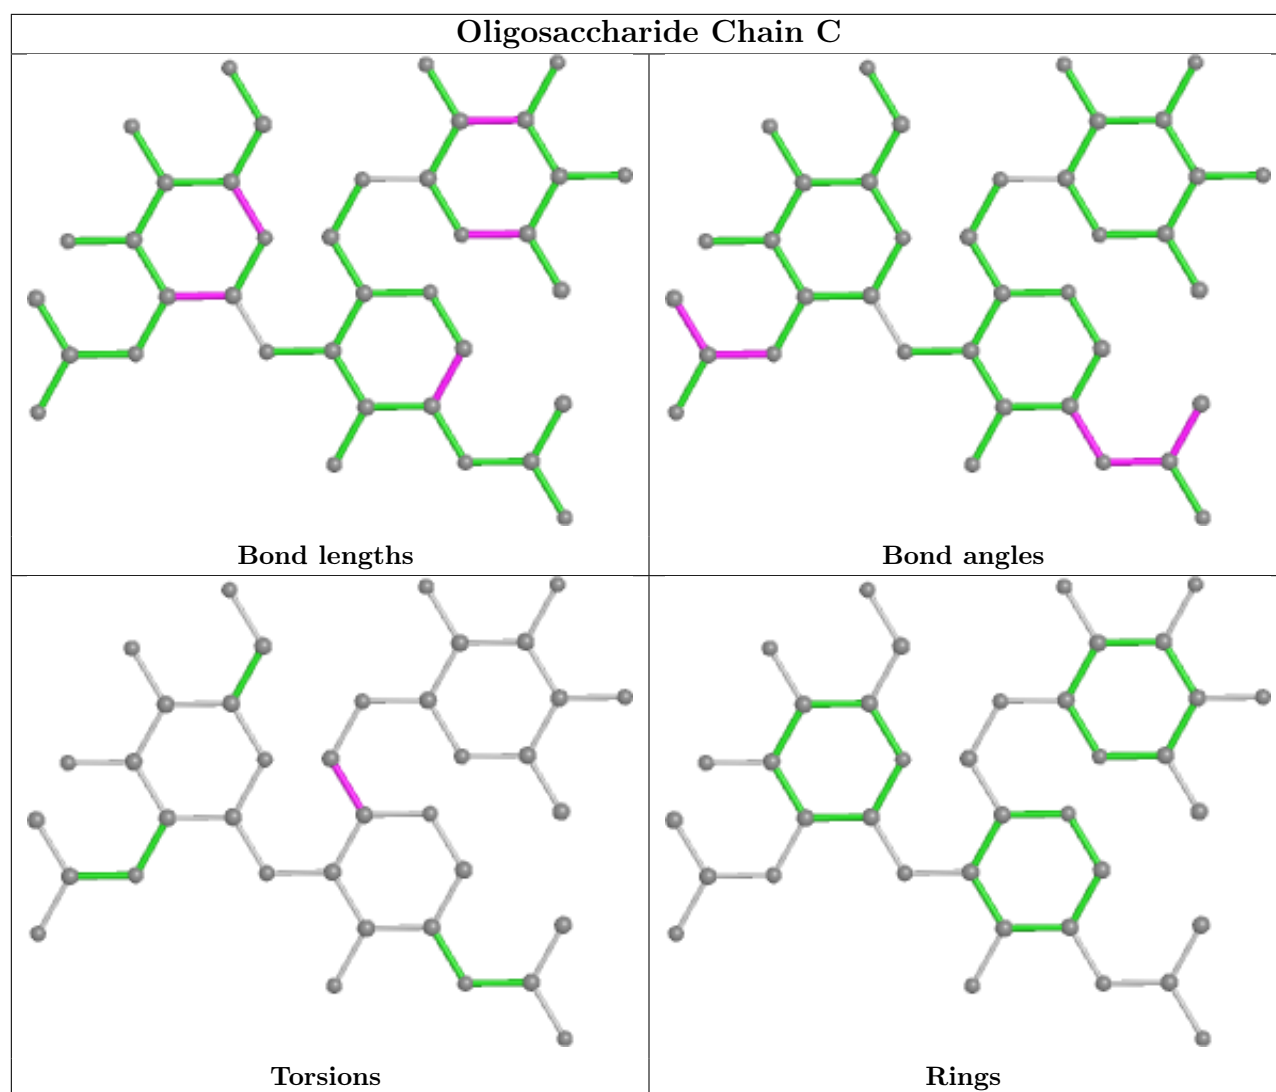 Oligosaccharide Chain C
Bond lengths
Bond angles
Torsions
Rings